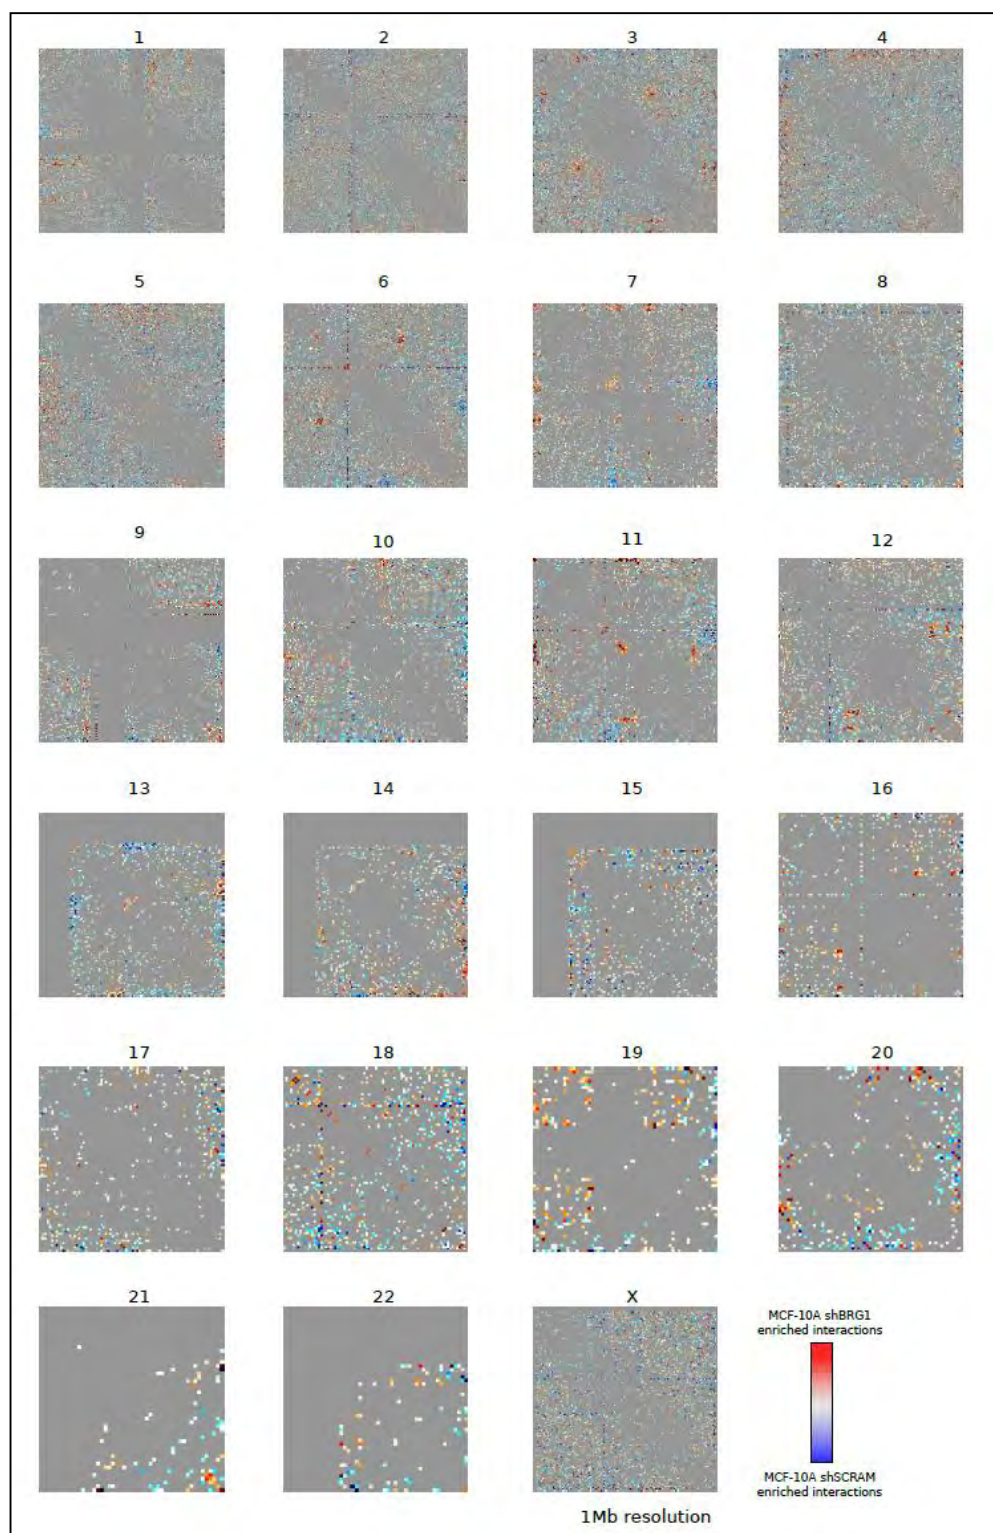 1 2 3 4
5 6 7 8
9 10 11 12
13 14 15 16
17 18 19 20
21 22 X
MCF-10A shBRG1
enriched interactions
MCF-10A shSCRAM
enriched interactions
1Mb resolution